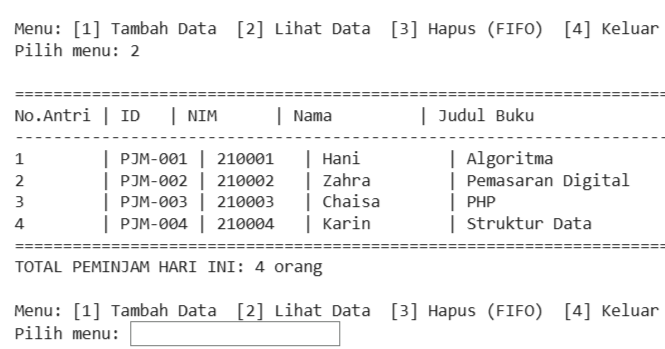 Menu: [1] Tambah Data  [2] Lihat Data  [3] Hapus (FIFO)  [4] Keluar
Pilih menu: 2
====================================================================
No.Antri | ID   | NIM      | Nama         | Judul Buku
--------------------------------------------------------------------
1        | PJM-001 | 210001   | Hani         | Algoritma
2        | PJM-002 | 210002   | Zahra        | Pemasaran Digital
3        | PJM-003 | 210003   | Chaisa       | PHP
4        | PJM-004 | 210004   | Karin        | Struktur Data
====================================================================
TOTAL PEMINJAM HARI INI: 4 orang
Menu: [1] Tambah Data  [2] Lihat Data  [3] Hapus (FIFO)  [4] Keluar
Pilih menu: